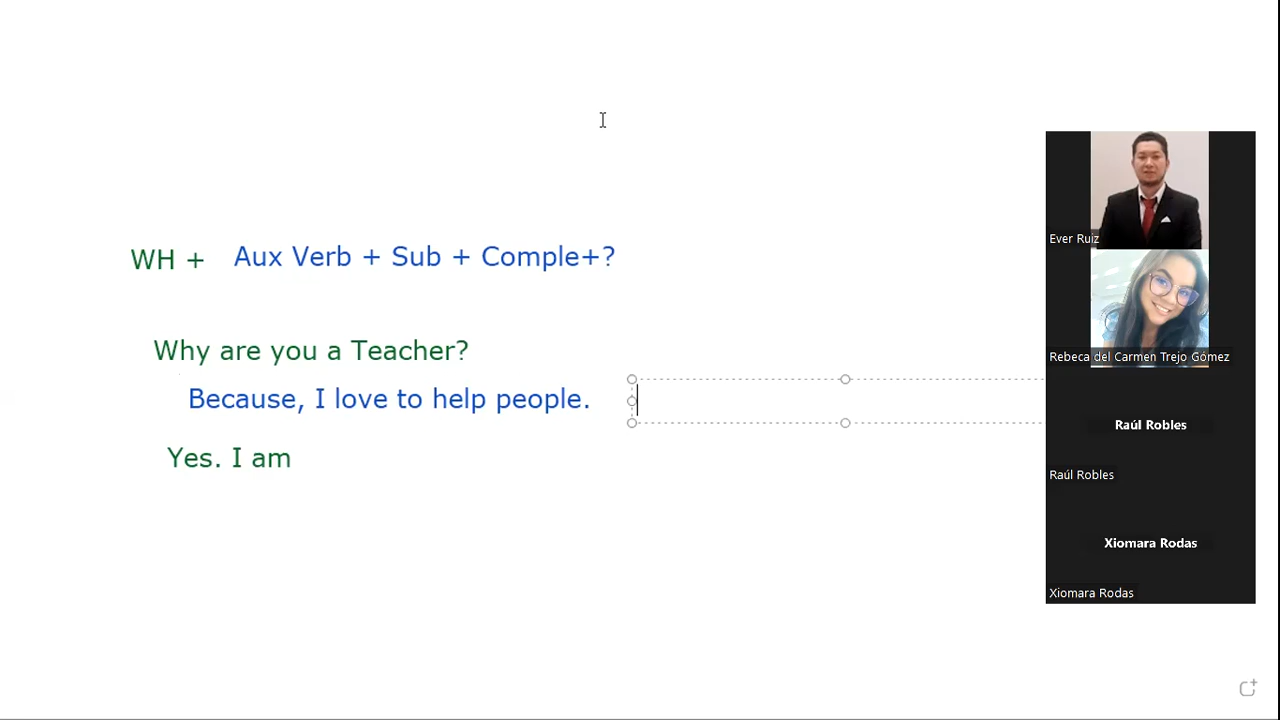 WH + Aux Verb + Sub + Comple+?
Why are you a Teacher?
Because, I love to help people.
Yes. I am
Ever Ruiz
Rebeca del Carmen Trejo Gómez
Raúl Robles
Raúl Robles
Xiomara Rodas
Xiomara Rodas